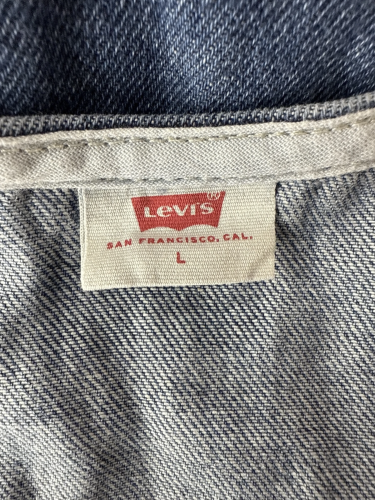 LEVI'S®
SAN FRANCISCO, CAL.
L